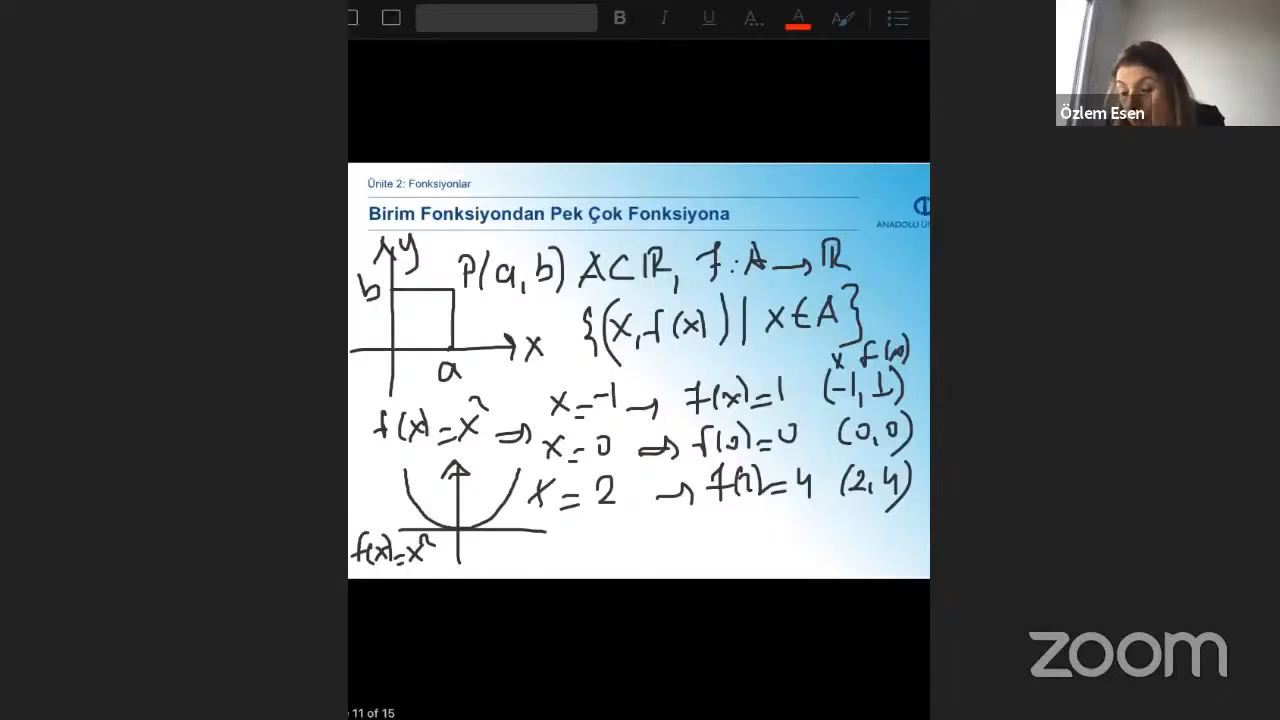 B I U A.. A A
Özlem Esen
Ünite 2: Fonksiyonlar
Birim Fonksiyondan Pek Çok Fonksiyona
ANADOLU ÜN
y
b
P(a, b) A⊂ℝ, f: A→ℝ
{(x, f(x)) | x∈A}
x
a
x f(x)
x=-1 → f(x)=1 (-1, 1)
f(x)=x² ⇒ x=0 ⇒ f(0)=0 (0,0)
x=2 → f(2)=4 (2,4)
f(x)=x²
zoom
11 of 15